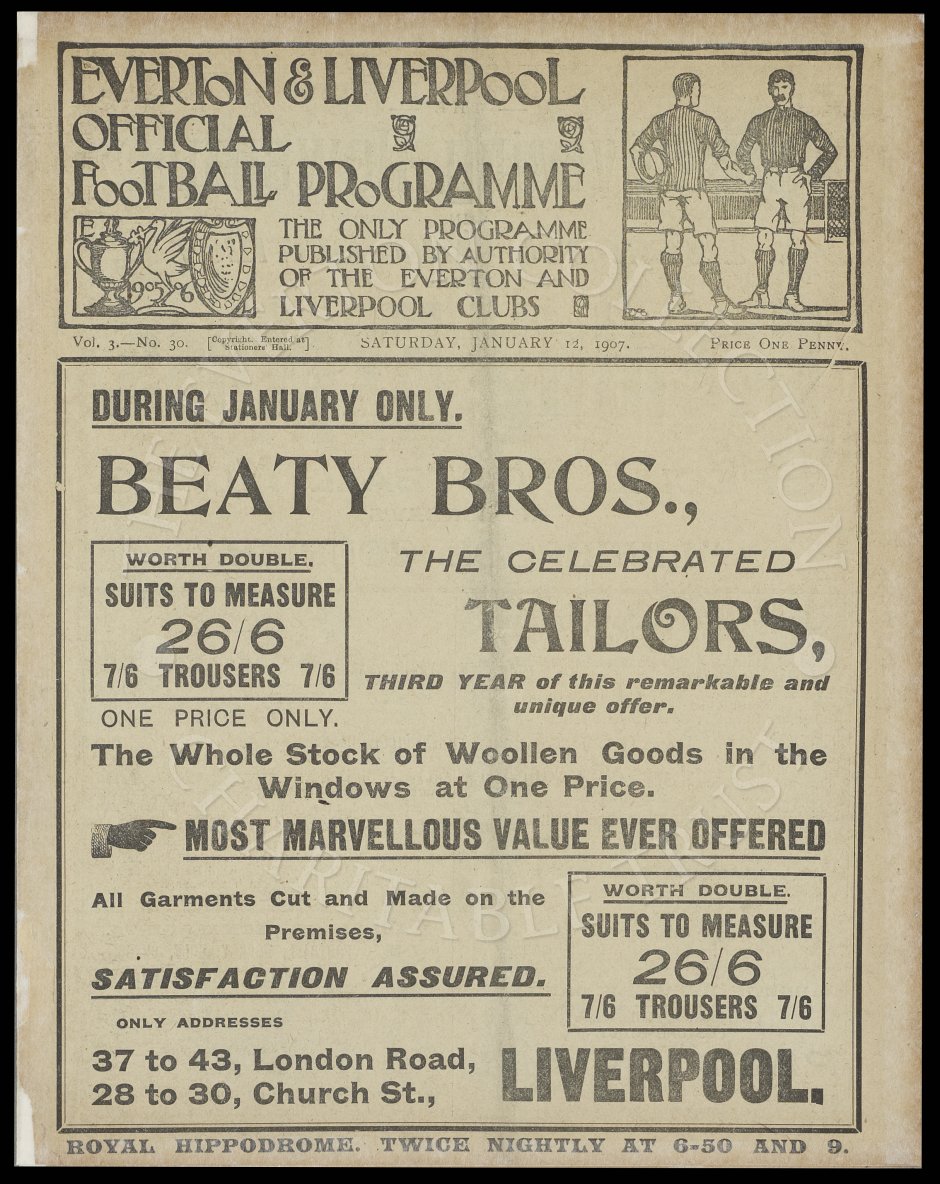 EVERTON & LIVERPOOL
OFFICIAL
FOOTBALL PROGRAMME
E
1905 06
THE ONLY PROGRAMME
PUBLISHED BY AUTHORITY
OF THE EVERTON AND
LIVERPOOL CLUBS
Vol. 3.—No. 30. [Copyright. Entered at
Stationers' Hall.] SATURDAY, JANUARY 12, 1907. PRICE ONE PENNY.
DURING JANUARY ONLY.
BEATY BROS.,
WORTH DOUBLE.
SUITS TO MEASURE
26/6
7/6 TROUSERS 7/6
THE CELEBRATED
TAILORS,
THIRD YEAR of this remarkable and
unique offer.
ONE PRICE ONLY.
The Whole Stock of Woollen Goods in the
Windows at One Price.
MOST MARVELLOUS VALUE EVER OFFERED
All Garments Cut and Made on the
Premises,
SATISFACTION ASSURED.
WORTH DOUBLE.
SUITS TO MEASURE
26/6
7/6 TROUSERS 7/6
ONLY ADDRESSES
37 to 43, London Road,
28 to 30, Church St.,
LIVERPOOL.
ROYAL HIPPODROME. TWICE NIGHTLY AT 6-50 AND 9.
COLLECTION
CHARITABLE TRUST